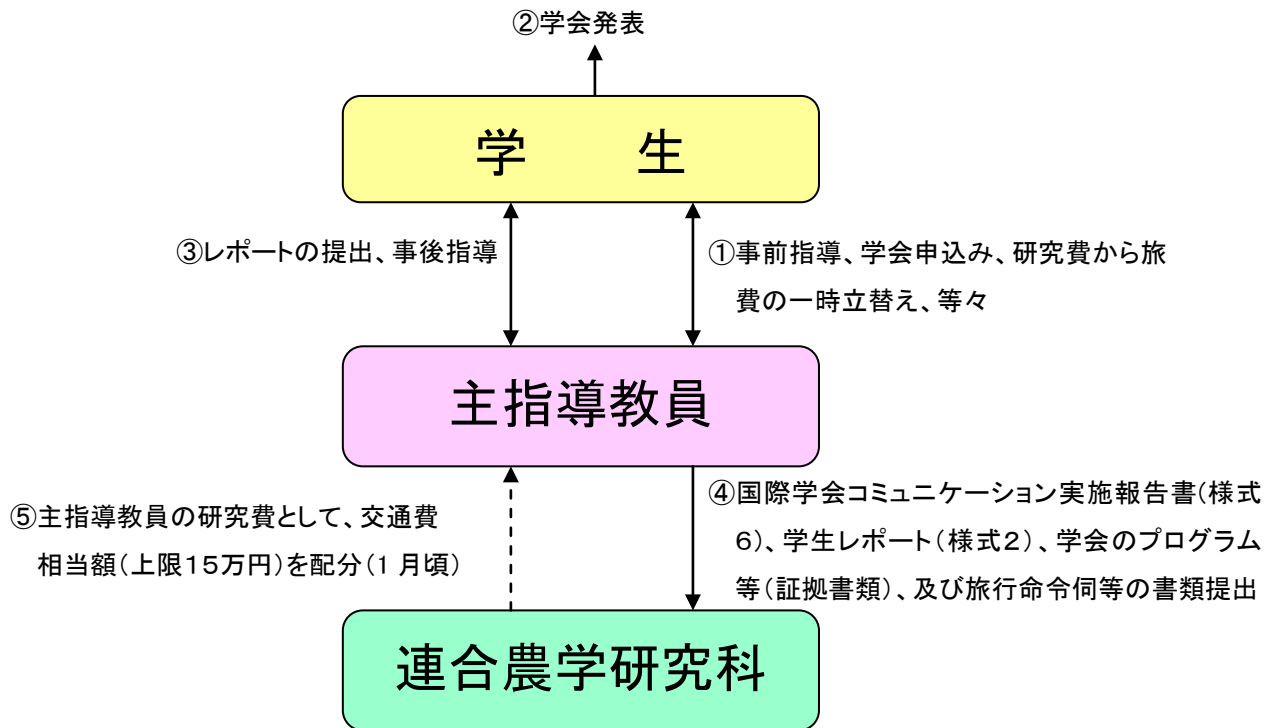 ②学会発表
学　　生
③レポートの提出、事後指導
①事前指導、学会申込み、研究費から旅
費の一時立替え、等々
主指導教員
⑤主指導教員の研究費として、交通費
相当額(上限15万円)を配分(1月頃)
④国際学会コミュニケーション実施報告書(様式
6)、学生レポート(様式2)、学会のプログラム
等(証拠書類)、及び旅行命令伺等の書類提出
連合農学研究科